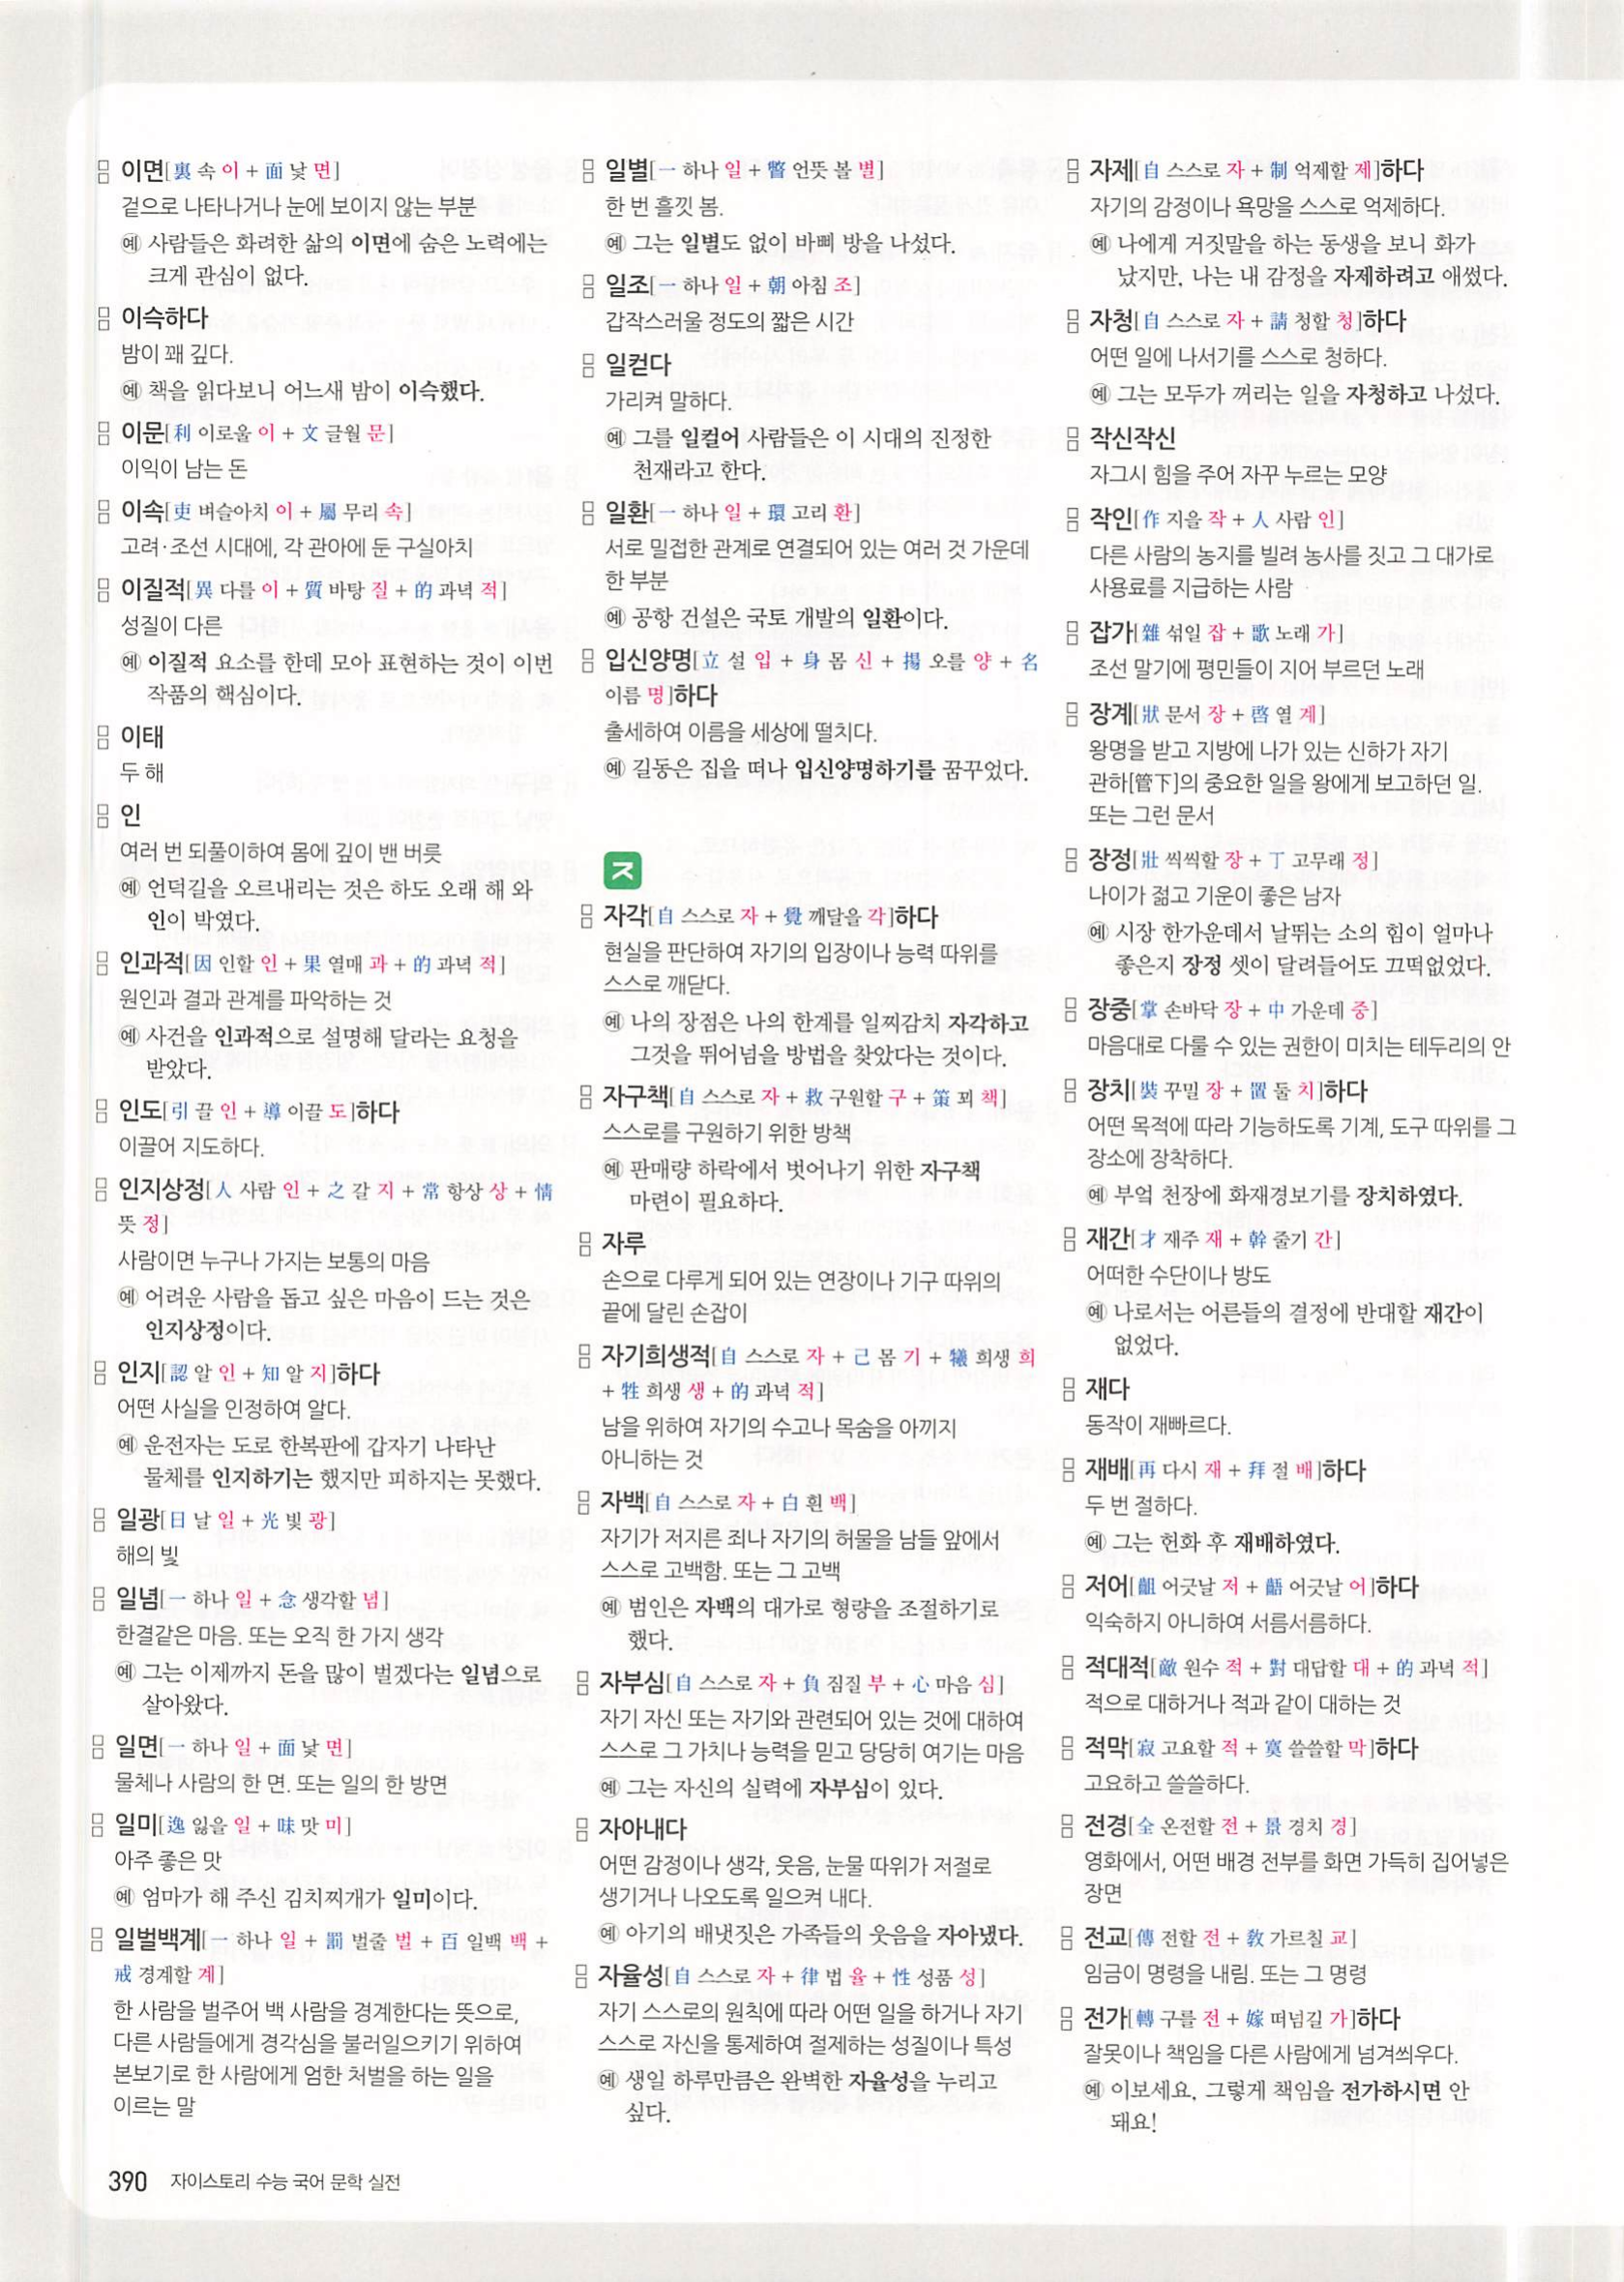 이면[裏 속 이 + 面 낯 면]
겉으로 나타나거나 눈에 보이지 않는 부분
예 사람들은 화려한 삶의 이면에 숨은 노력에는
크게 관심이 없다.
이슥하다
밤이 꽤 깊다.
예 책을 읽다보니 어느새 밤이 이슥했다.
이문[利 이로울 이 + 文 글월 문]
이익이 남는 돈
이속[吏 벼슬아치 이 + 屬 무리 속]
고려·조선 시대에, 각 관아에 둔 구실아치
이질적[異 다를 이 + 質 바탕 질 + 的 과녁 적]
성질이 다른
예 이질적 요소를 한데 모아 표현하는 것이 이번
작품의 핵심이다.
이태
두 해
인
여러 번 되풀이하여 몸에 깊이 밴 버릇
예 언덕길을 오르내리는 것은 하도 오래 해 와
인이 박였다.
인과적[因 인할 인 + 果 열매 과 + 的 과녁 적]
원인과 결과 관계를 파악하는 것
예 사건을 인과적으로 설명해 달라는 요청을
받았다.
인도[引 끌 인 + 導 이끌 도]하다
이끌어 지도하다.
인지상정[人 사람 인 + 之 갈 지 + 常 항상 상 + 情
뜻 정]
사람이면 누구나 가지는 보통의 마음
예 어려운 사람을 돕고 싶은 마음이 드는 것은
인지상정이다.
인지[認 알 인 + 知 알 지]하다
어떤 사실을 인정하여 알다.
예 운전자는 도로 한복판에 갑자기 나타난
물체를 인지하기는 했지만 피하지는 못했다.
일광[日 날 일 + 光 빛 광]
해의 빛
일념[一 하나 일 + 念 생각할 념]
한결같은 마음. 또는 오직 한 가지 생각
예 그는 이제까지 돈을 많이 벌겠다는 일념으로
살아왔다.
일면[一 하나 일 + 面 낯 면]
물체나 사람의 한 면. 또는 일의 한 방면
일미[逸 잃을 일 + 味 맛 미]
아주 좋은 맛
예 엄마가 해 주신 김치찌개가 일미이다.
일벌백계[一 하나 일 + 罰 벌줄 벌 + 百 일백 백 +
戒 경계할 계]
한 사람을 벌주어 백 사람을 경계한다는 뜻으로,
다른 사람들에게 경각심을 불러일으키기 위하여
본보기로 한 사람에게 엄한 처벌을 하는 일을
이르는 말
일별[一 하나 일 + 瞥 언뜻 볼 별]
한 번 흘낏 봄.
예 그는 일별도 없이 바삐 방을 나섰다.
일조[一 하나 일 + 朝 아침 조]
갑작스러울 정도의 짧은 시간
일컫다
가리켜 말하다.
예 그를 일컬어 사람들은 이 시대의 진정한
천재라고 한다.
일환[一 하나 일 + 環 고리 환]
서로 밀접한 관계로 연결되어 있는 여러 것 가운데
한 부분
예 공항 건설은 국토 개발의 일환이다.
입신양명[立 설 입 + 身 몸 신 + 揚 오를 양 + 名
이름 명]하다
출세하여 이름을 세상에 떨치다.
예 길동은 집을 떠나 입신양명하기를 꿈꾸었다.
ㅈ
자각[自 스스로 자 + 覺 깨달을 각]하다
현실을 판단하여 자기의 입장이나 능력 따위를
스스로 깨닫다.
예 나의 장점은 나의 한계를 일찌감치 자각하고
그것을 뛰어넘을 방법을 찾았다는 것이다.
자구책[自 스스로 자 + 救 구원할 구 + 策 꾀 책]
스스로를 구원하기 위한 방책
예 판매량 하락에서 벗어나기 위한 자구책
마련이 필요하다.
자루
손으로 다루게 되어 있는 연장이나 기구 따위의
끝에 달린 손잡이
자기희생적[自 스스로 자 + 己 몸 기 + 犧 희생 희
+ 牲 희생 생 + 的 과녁 적]
남을 위하여 자기의 수고나 목숨을 아끼지
아니하는 것
자백[自 스스로 자 + 白 흰 백]
자기가 저지른 죄나 자기의 허물을 남들 앞에서
스스로 고백함. 또는 그 고백
예 범인은 자백의 대가로 형량을 조절하기로
했다.
자부심[自 스스로 자 + 負 짐질 부 + 心 마음 심]
자기 자신 또는 자기와 관련되어 있는 것에 대하여
스스로 그 가치나 능력을 믿고 당당히 여기는 마음
예 그는 자신의 실력에 자부심이 있다.
자아내다
어떤 감정이나 생각, 웃음, 눈물 따위가 저절로
생기거나 나오도록 일으켜 내다.
예 아기의 배냇짓은 가족들의 웃음을 자아냈다.
자율성[自 스스로 자 + 律 법 율 + 性 성품 성]
자기 스스로의 원칙에 따라 어떤 일을 하거나 자기
스스로 자신을 통제하여 절제하는 성질이나 특성
예 생일 하루만큼은 완벽한 자율성을 누리고
싶다.
자제[自 스스로 자 + 制 억제할 제]하다
자기의 감정이나 욕망을 스스로 억제하다.
예 나에게 거짓말을 하는 동생을 보니 화가
났지만, 나는 내 감정을 자제하려고 애썼다.
자청[自 스스로 자 + 請 청할 청]하다
어떤 일에 나서기를 스스로 청하다.
예 그는 모두가 꺼리는 일을 자청하고 나섰다.
작신작신
자그시 힘을 주어 자꾸 누르는 모양
작인[作 지을 작 + 人 사람 인]
다른 사람의 농지를 빌려 농사를 짓고 그 대가로
사용료를 지급하는 사람
잡가[雜 섞일 잡 + 歌 노래 가]
조선 말기에 평민들이 지어 부르던 노래
장계[狀 문서 장 + 啓 열 계]
왕명을 받고 지방에 나가 있는 신하가 자기
관하[管下]의 중요한 일을 왕에게 보고하던 일.
또는 그런 문서
장정[壯 씩씩할 장 + 丁 고무래 정]
나이가 젊고 기운이 좋은 남자
예 시장 한가운데서 날뛰는 소의 힘이 얼마나
좋은지 장정 셋이 달려들어도 끄떡없었다.
장중[掌 손바닥 장 + 中 가운데 중]
마음대로 다룰 수 있는 권한이 미치는 테두리의 안
장치[裝 꾸밀 장 + 置 둘 치]하다
어떤 목적에 따라 기능하도록 기계, 도구 따위를 그
장소에 장착하다.
예 부엌 천장에 화재경보기를 장치하였다.
재간[才 재주 재 + 幹 줄기 간]
어떠한 수단이나 방도
예 나로서는 어른들의 결정에 반대할 재간이
없었다.
재다
동작이 재빠르다.
재배[再 다시 재 + 拜 절 배]하다
두 번 절하다.
예 그는 헌화 후 재배하였다.
저어[齟 어긋날 저 + 齬 어긋날 어]하다
익숙하지 아니하여 서름서름하다.
적대적[敵 원수 적 + 對 대답할 대 + 的 과녁 적]
적으로 대하거나 적과 같이 대하는 것
적막[寂 고요할 적 + 寞 쓸쓸할 막]하다
고요하고 쓸쓸하다.
전경[全 온전할 전 + 景 경치 경]
영화에서, 어떤 배경 전부를 화면 가득히 집어넣은
장면
전교[傳 전할 전 + 敎 가르칠 교]
임금이 명령을 내림. 또는 그 명령
전가[轉 구를 전 + 嫁 떠넘길 가]하다
잘못이나 책임을 다른 사람에게 넘겨씌우다.
예 이보세요, 그렇게 책임을 전가하시면 안
돼요!
390 자이스토리 수능 국어 문학 실전